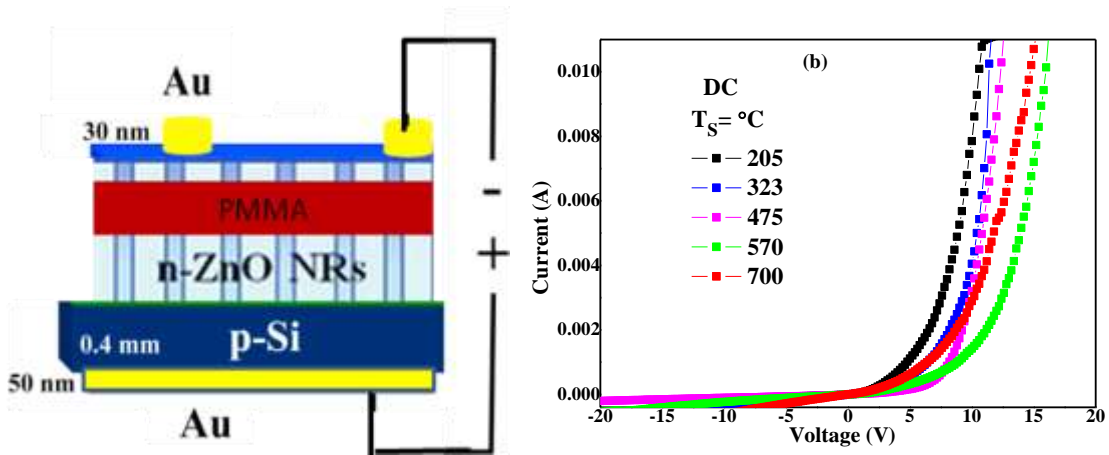 Au
30 nm
-
PMMA
+
n-ZnO NRs
p-Si
0.4 mm
50 nm
Au
(b)
DC
T_S= °C
205
323
475
570
700
Current (A)
0.010
0.008
0.006
0.004
0.002
0.000
-20 -15 -10 -5 0 5 10 15 20
Voltage (V)